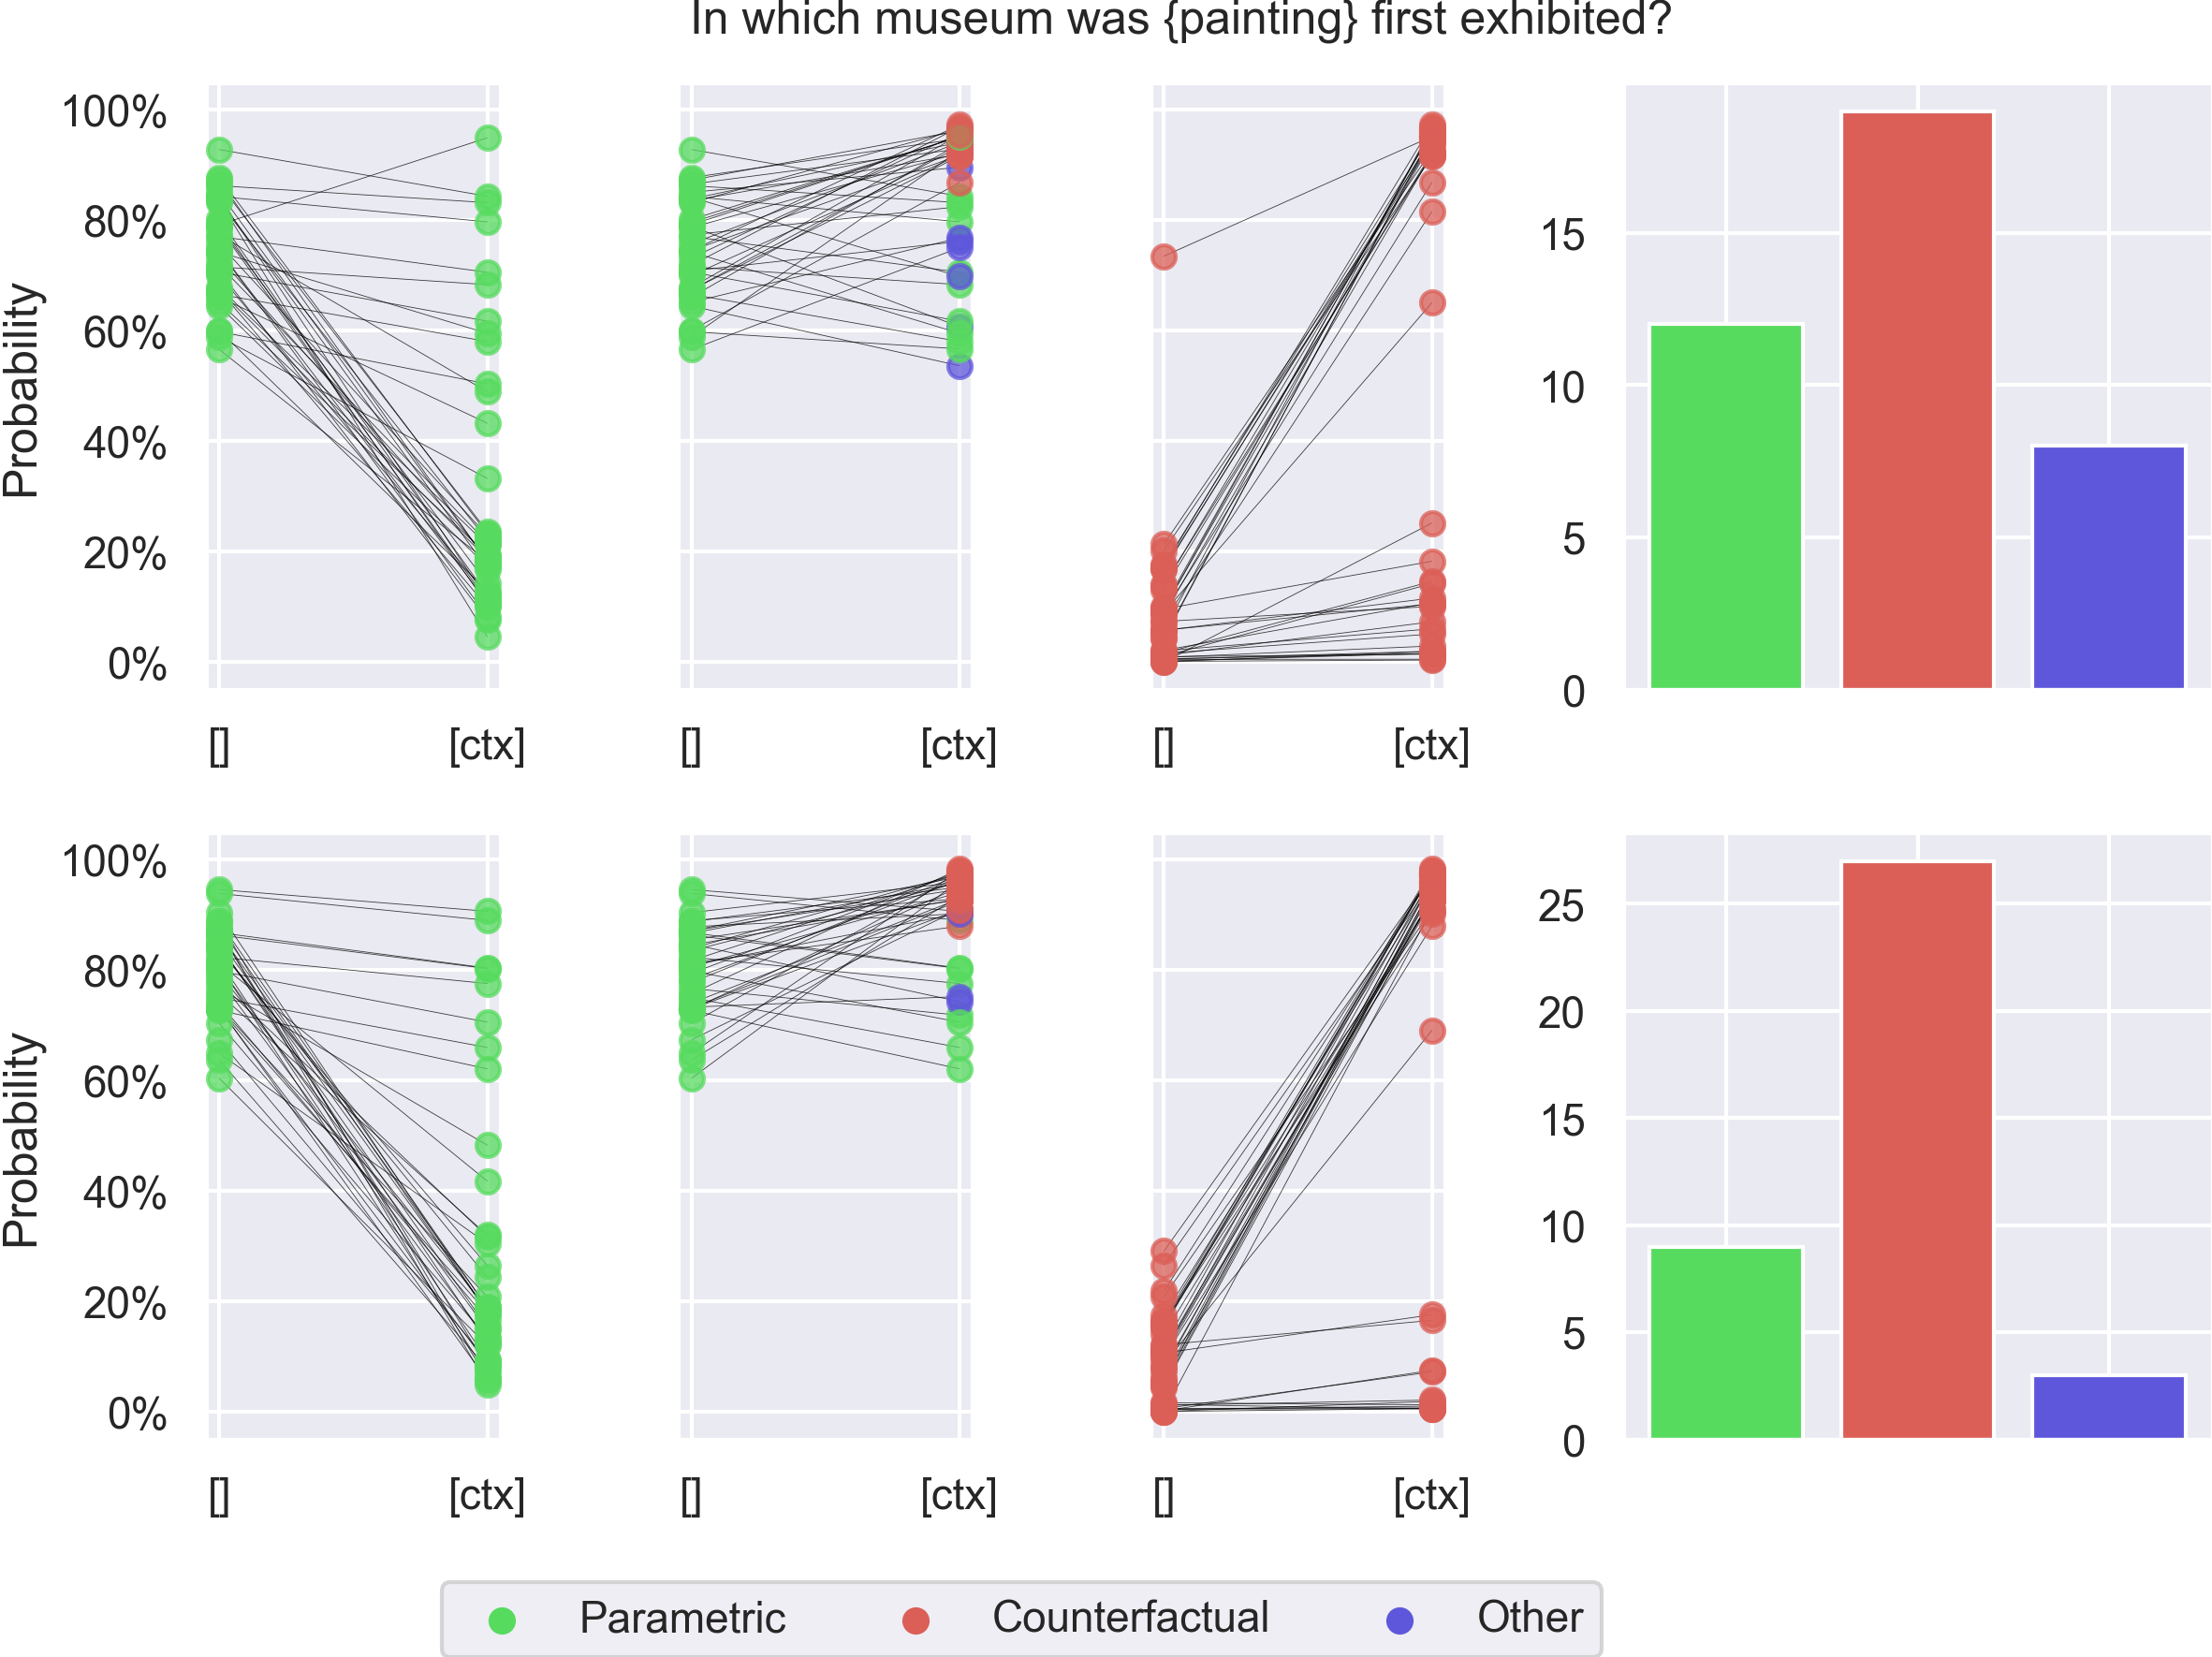 In which museum was {painting} first exhibited?
Probability
100%
80%
60%
40%
20%
0%
[]
[ctx]
[]
[ctx]
[]
[ctx]
15
10
5
0
Probability
100%
80%
60%
40%
20%
0%
[]
[ctx]
[]
[ctx]
[]
[ctx]
25
20
15
10
5
0
Parametric
Counterfactual
Other